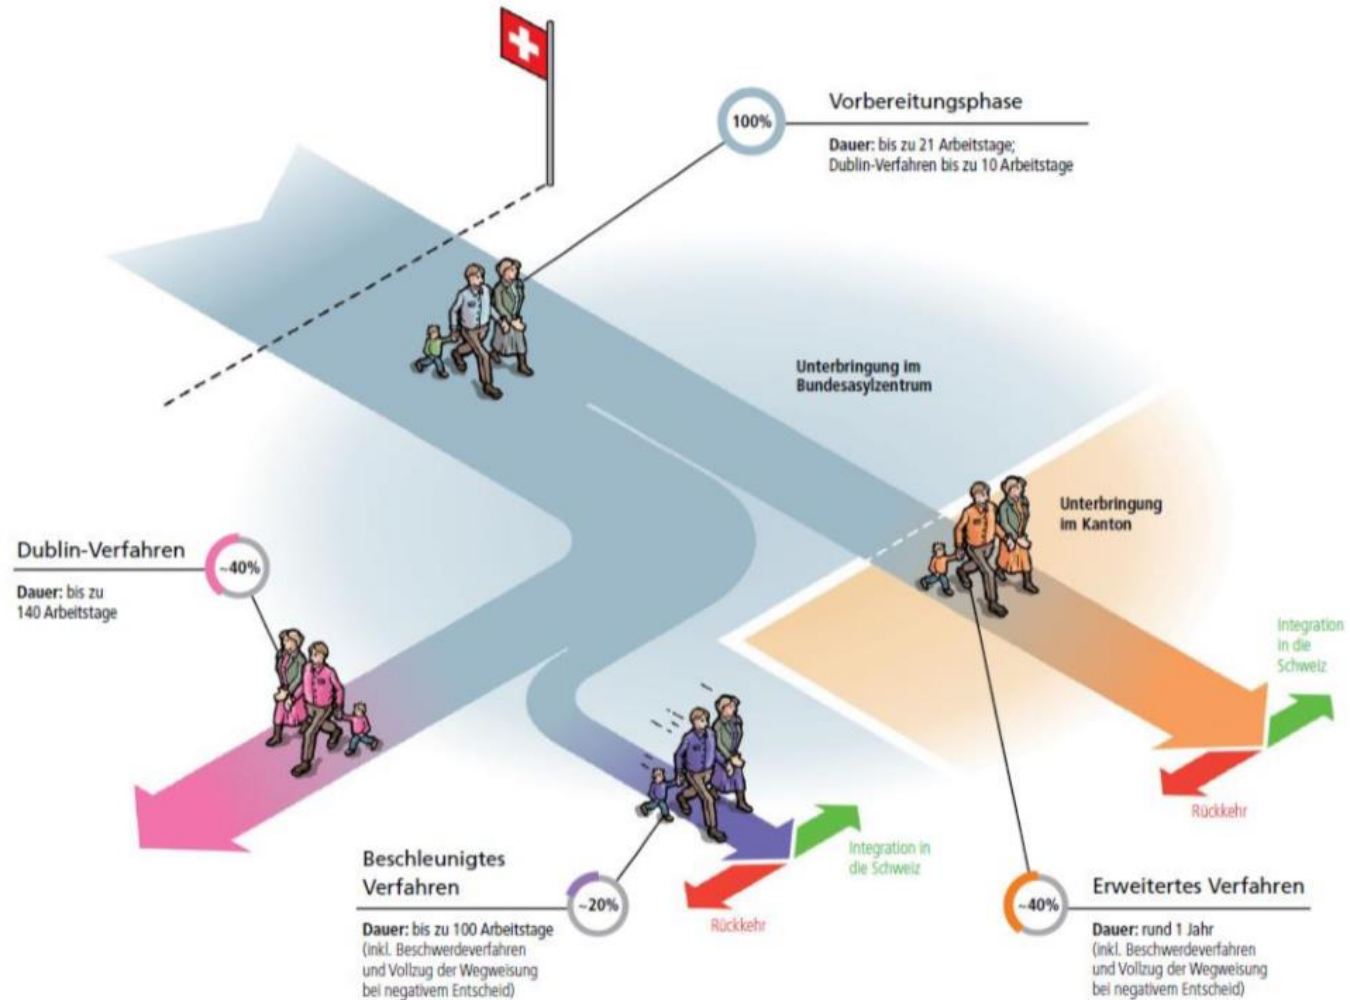 100%
Vorbereitungsphase
Dauer: bis zu 21 Arbeitstage;
Dublin-Verfahren bis zu 10 Arbeitstage
Unterbringung im
Bundesasylzentrum
Unterbringung
im Kanton
Dublin-Verfahren
~40%
Dauer: bis zu
140 Arbeitstage
Integration
in die
Schweiz
Rückkehr
Integration in
die Schweiz
Rückkehr
Beschleunigtes
Verfahren
~20%
Dauer: bis zu 100 Arbeitstage
(inkl. Beschwerdeverfahren
und Vollzug der Wegweisung
bei negativem Entscheid)
~40%
Erweitertes Verfahren
Dauer: rund 1 Jahr
(inkl. Beschwerdeverfahren
und Vollzug der Wegweisung
bei negativem Entscheid)